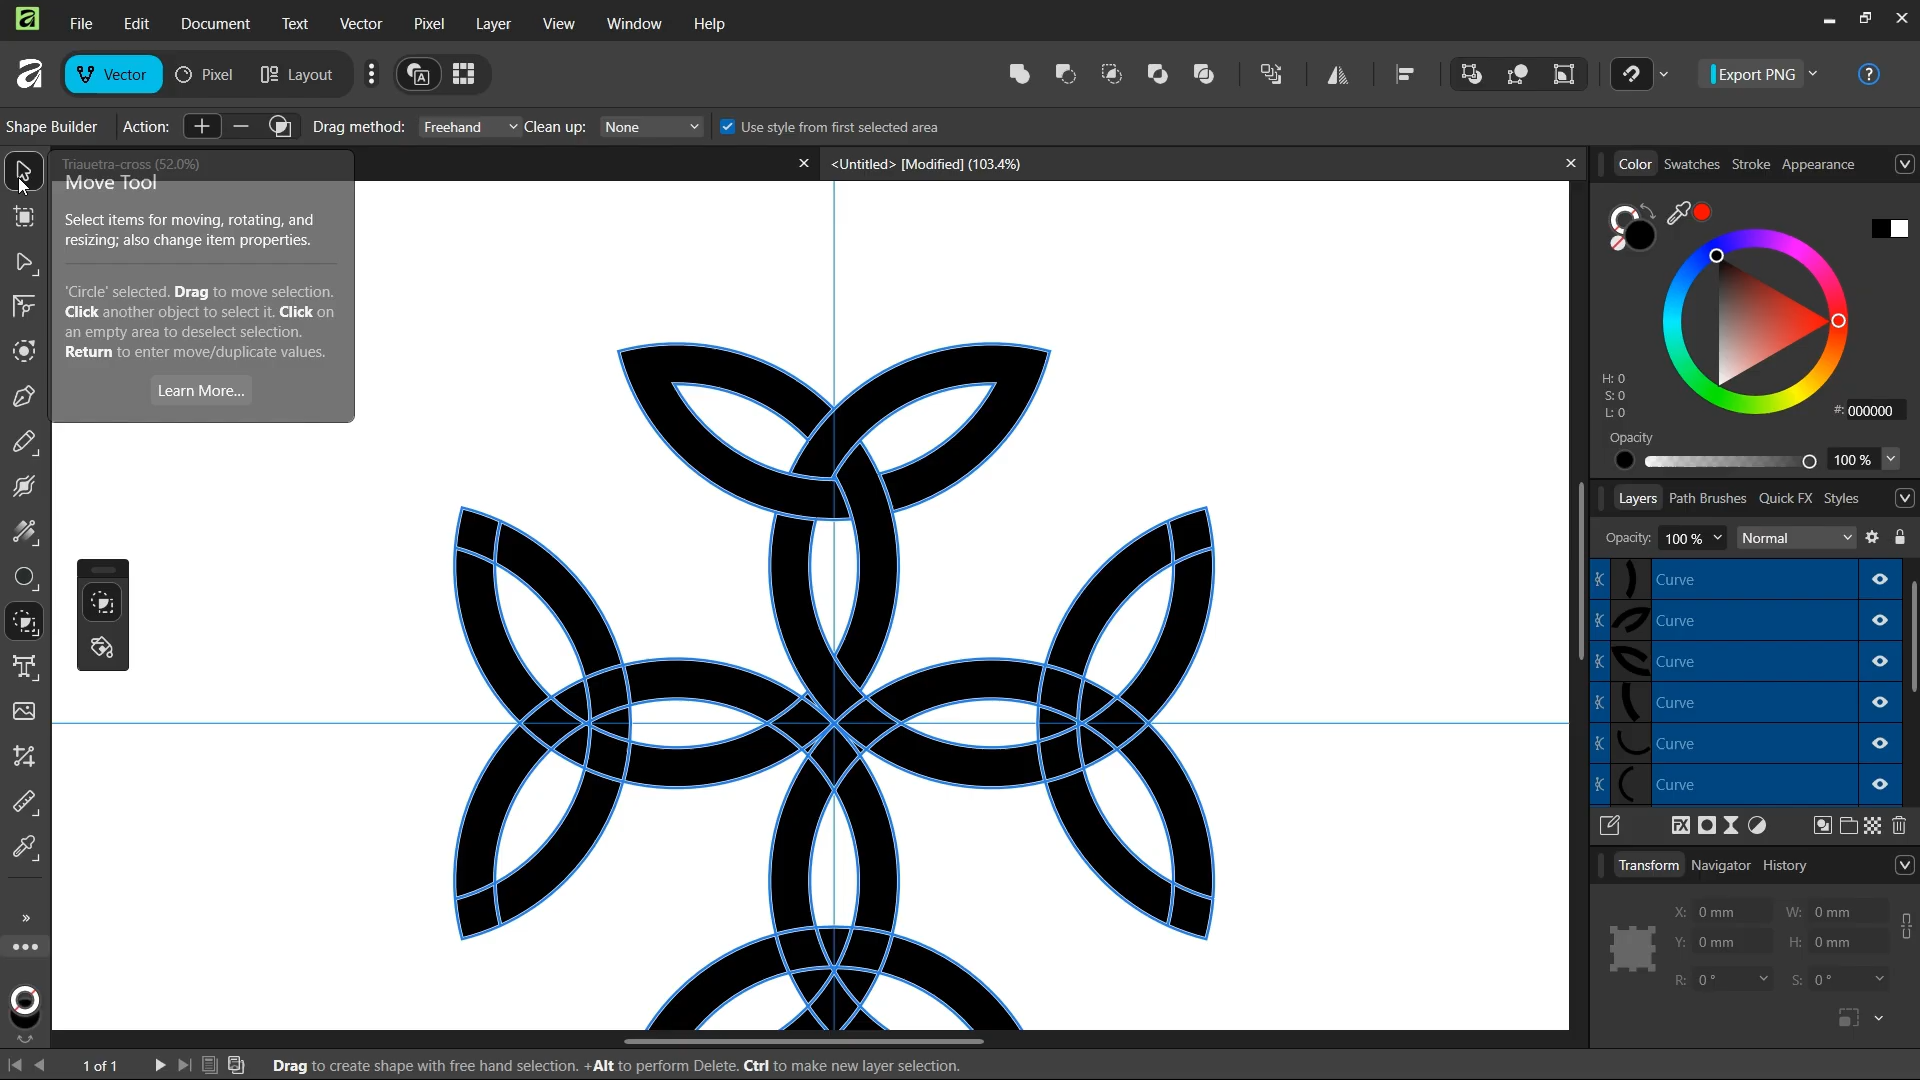 File Edit Document Text Vector Pixel Layer View Window Help
Vector Pixel Layout Export PNG
Shape Builder Action: Drag method: Freehand Clean up: None Use style from first selected area
Triauetra-cross (52.0%) <Untitled> [Modified] (103.4%)
Move Tool
Select items for moving, rotating, and
resizing; also change item properties.
'Circle' selected. Drag to move selection.
Click another object to select it. Click on
an empty area to deselect selection.
Return to enter move/duplicate values.
Learn More...
Color Swatches Stroke Appearance
H: 0
S: 0
L: 0
#: 000000
Opacity
100 %
Layers Path Brushes Quick FX Styles
Opacity: 100 % Normal
Curve
Curve
Curve
Curve
Curve
Curve
Transform Navigator History
X: 0 mm W: 0 mm
Y: 0 mm H: 0 mm
R: 0 ° S: 0 °
1 of 1 Drag to create shape with free hand selection. +Alt to perform Delete. Ctrl to make new layer selection.